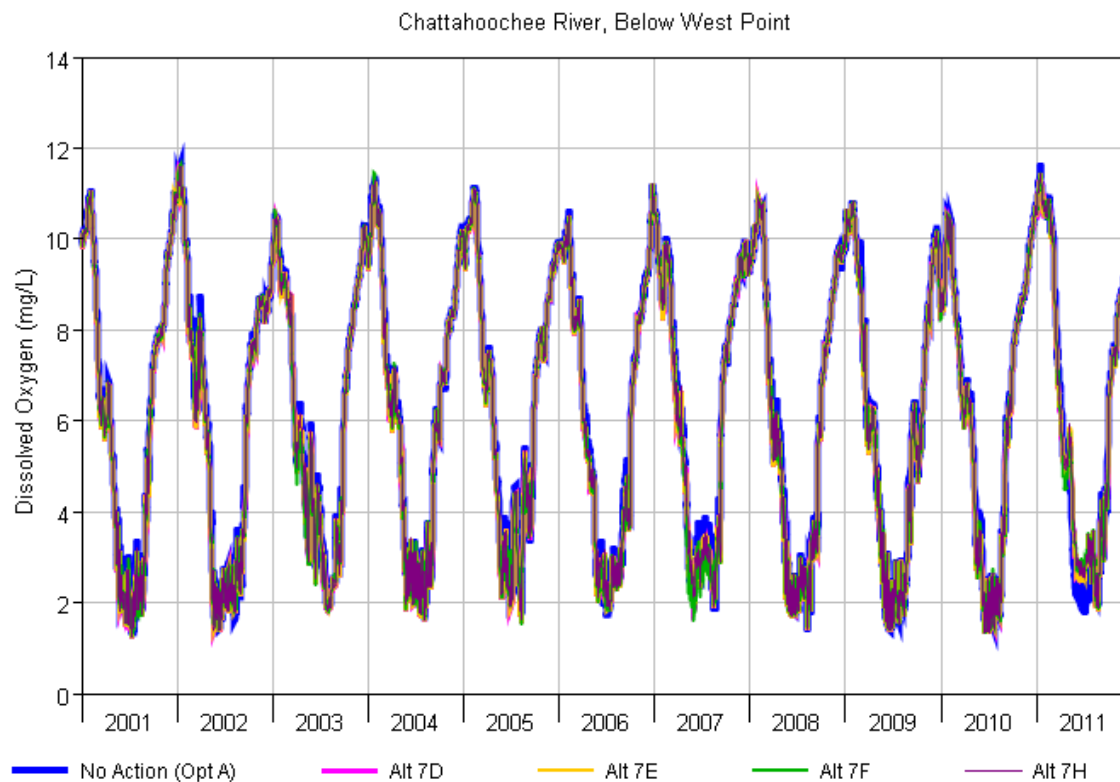 Chattahoochee River, Below West Point
14
12
10
8
6
4
2
0
Dissolved Oxygen (mg/L)
2001 2002 2003 2004 2005 2006 2007 2008 2009 2010 2011
No Action (Opt A) Alt 7D Alt 7E Alt 7F Alt 7H